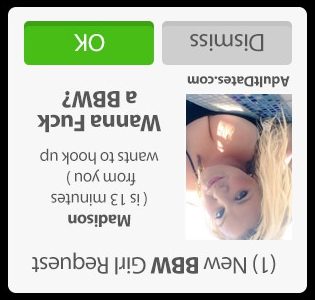 (1) New BBW Girl Request
Madison
( is 13 minutes
from you )
wants to hook up
Wanna Fuck
a BBW?
AdultDates.com
Dismiss
OK